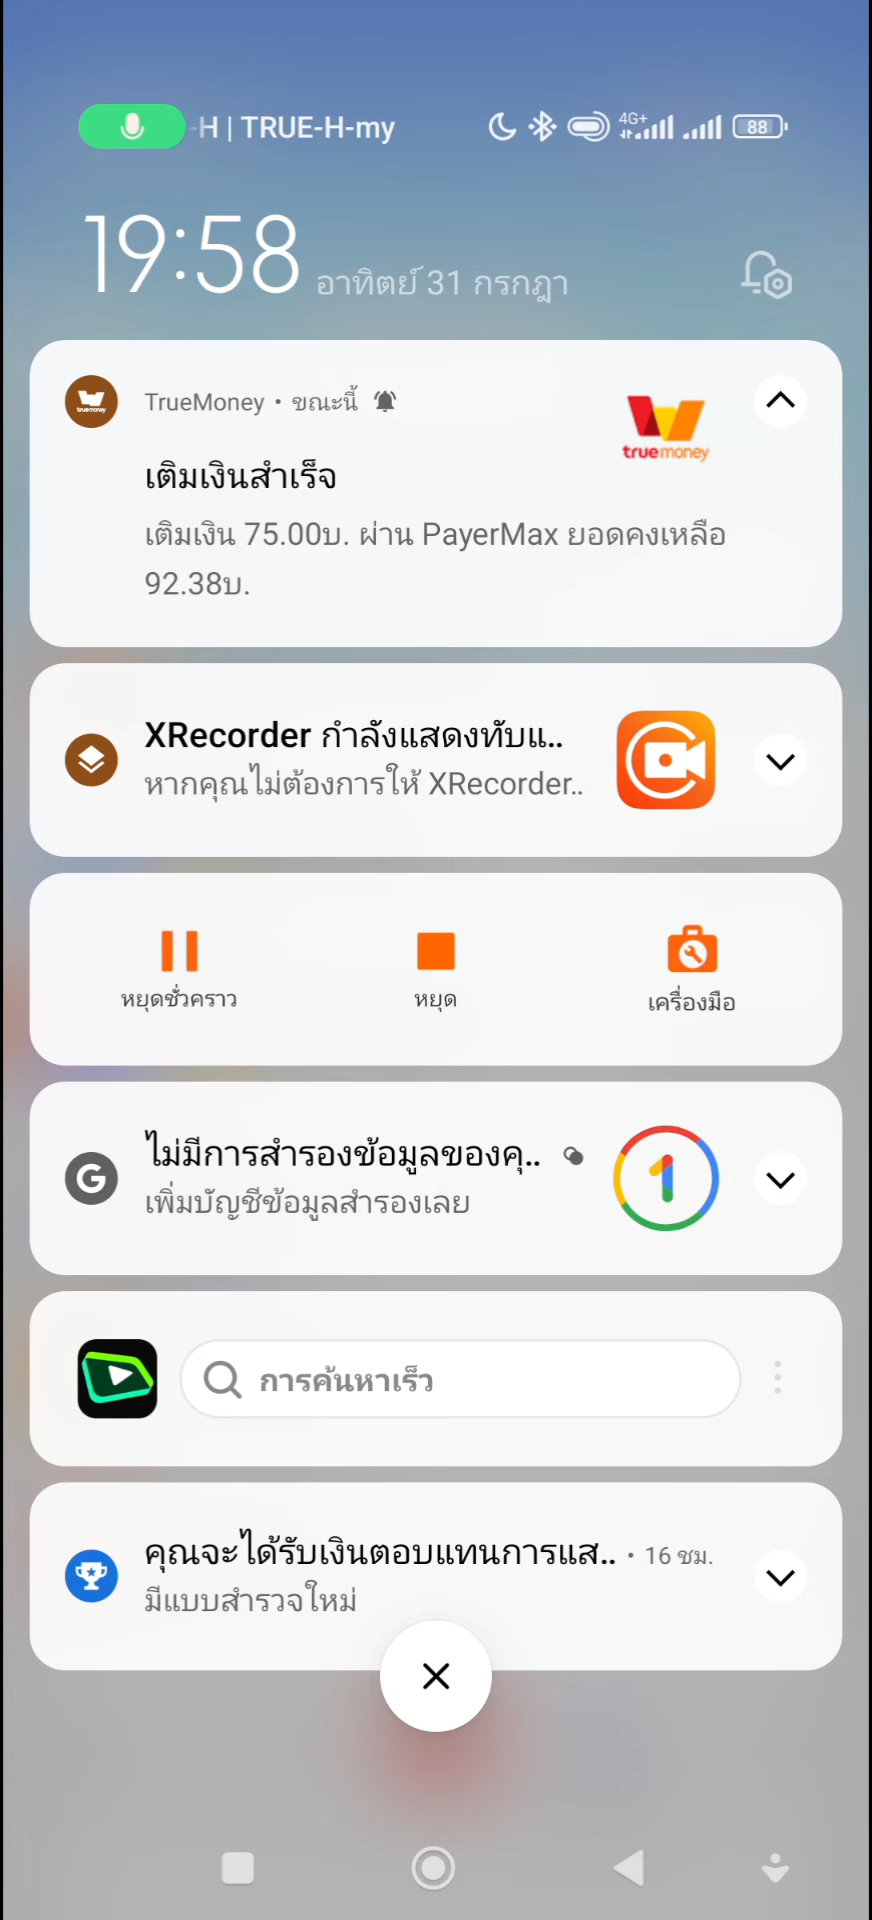 -H | TRUE-H-my 4G+ 88
19:58 อาทิตย์ 31 กรกฎา
TrueMoney • ขณะนี้
truemoney
เติมเงินสำเร็จ
เติมเงิน 75.00บ. ผ่าน PayerMax ยอดคงเหลือ
92.38บ.
XRecorder กำลังแสดงทับแ..
หากคุณไม่ต้องการให้ XRecorder..
หยุดชั่วคราว หยุด เครื่องมือ
ไม่มีการสำรองข้อมูลของคุ..
เพิ่มบัญชีข้อมูลสำรองเลย
การค้นหาเร็ว
คุณจะได้รับเงินตอบแทนการแส.. • 16 ชม.
มีแบบสำรวจใหม่